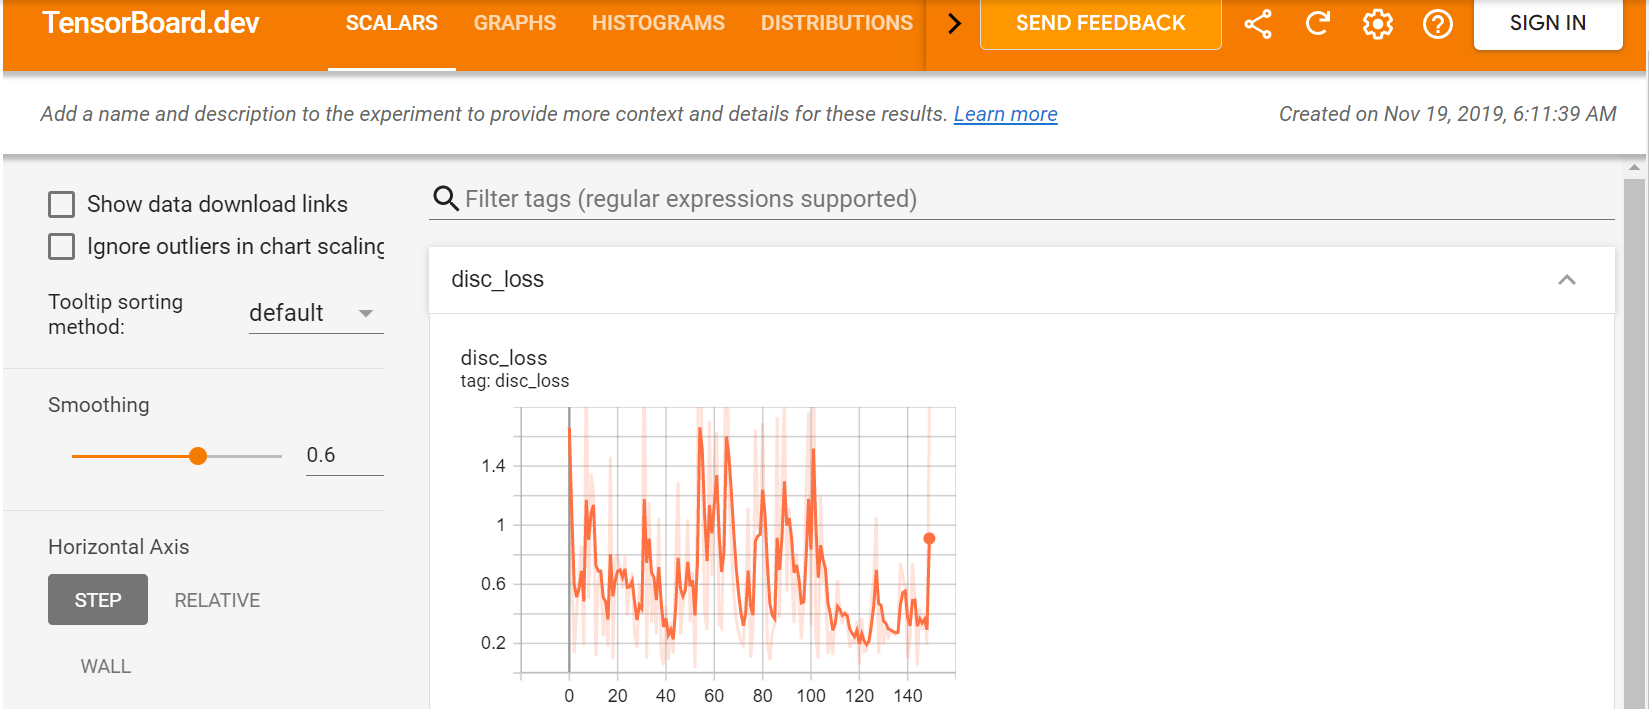 TensorBoard.dev SCALARS GRAPHS HISTOGRAMS DISTRIBUTIONS SEND FEEDBACK SIGN IN
Add a name and description to the experiment to provide more context and details for these results. Learn more Created on Nov 19, 2019, 6:11:39 AM
Show data download links
Ignore outliers in chart scaling
Tooltip sorting
method:
default
Smoothing
0.6
Horizontal Axis
STEP RELATIVE
WALL
Filter tags (regular expressions supported)
disc_loss
disc_loss
tag: disc_loss
1.4
1
0.6
0.2
0 20 40 60 80 100 120 140